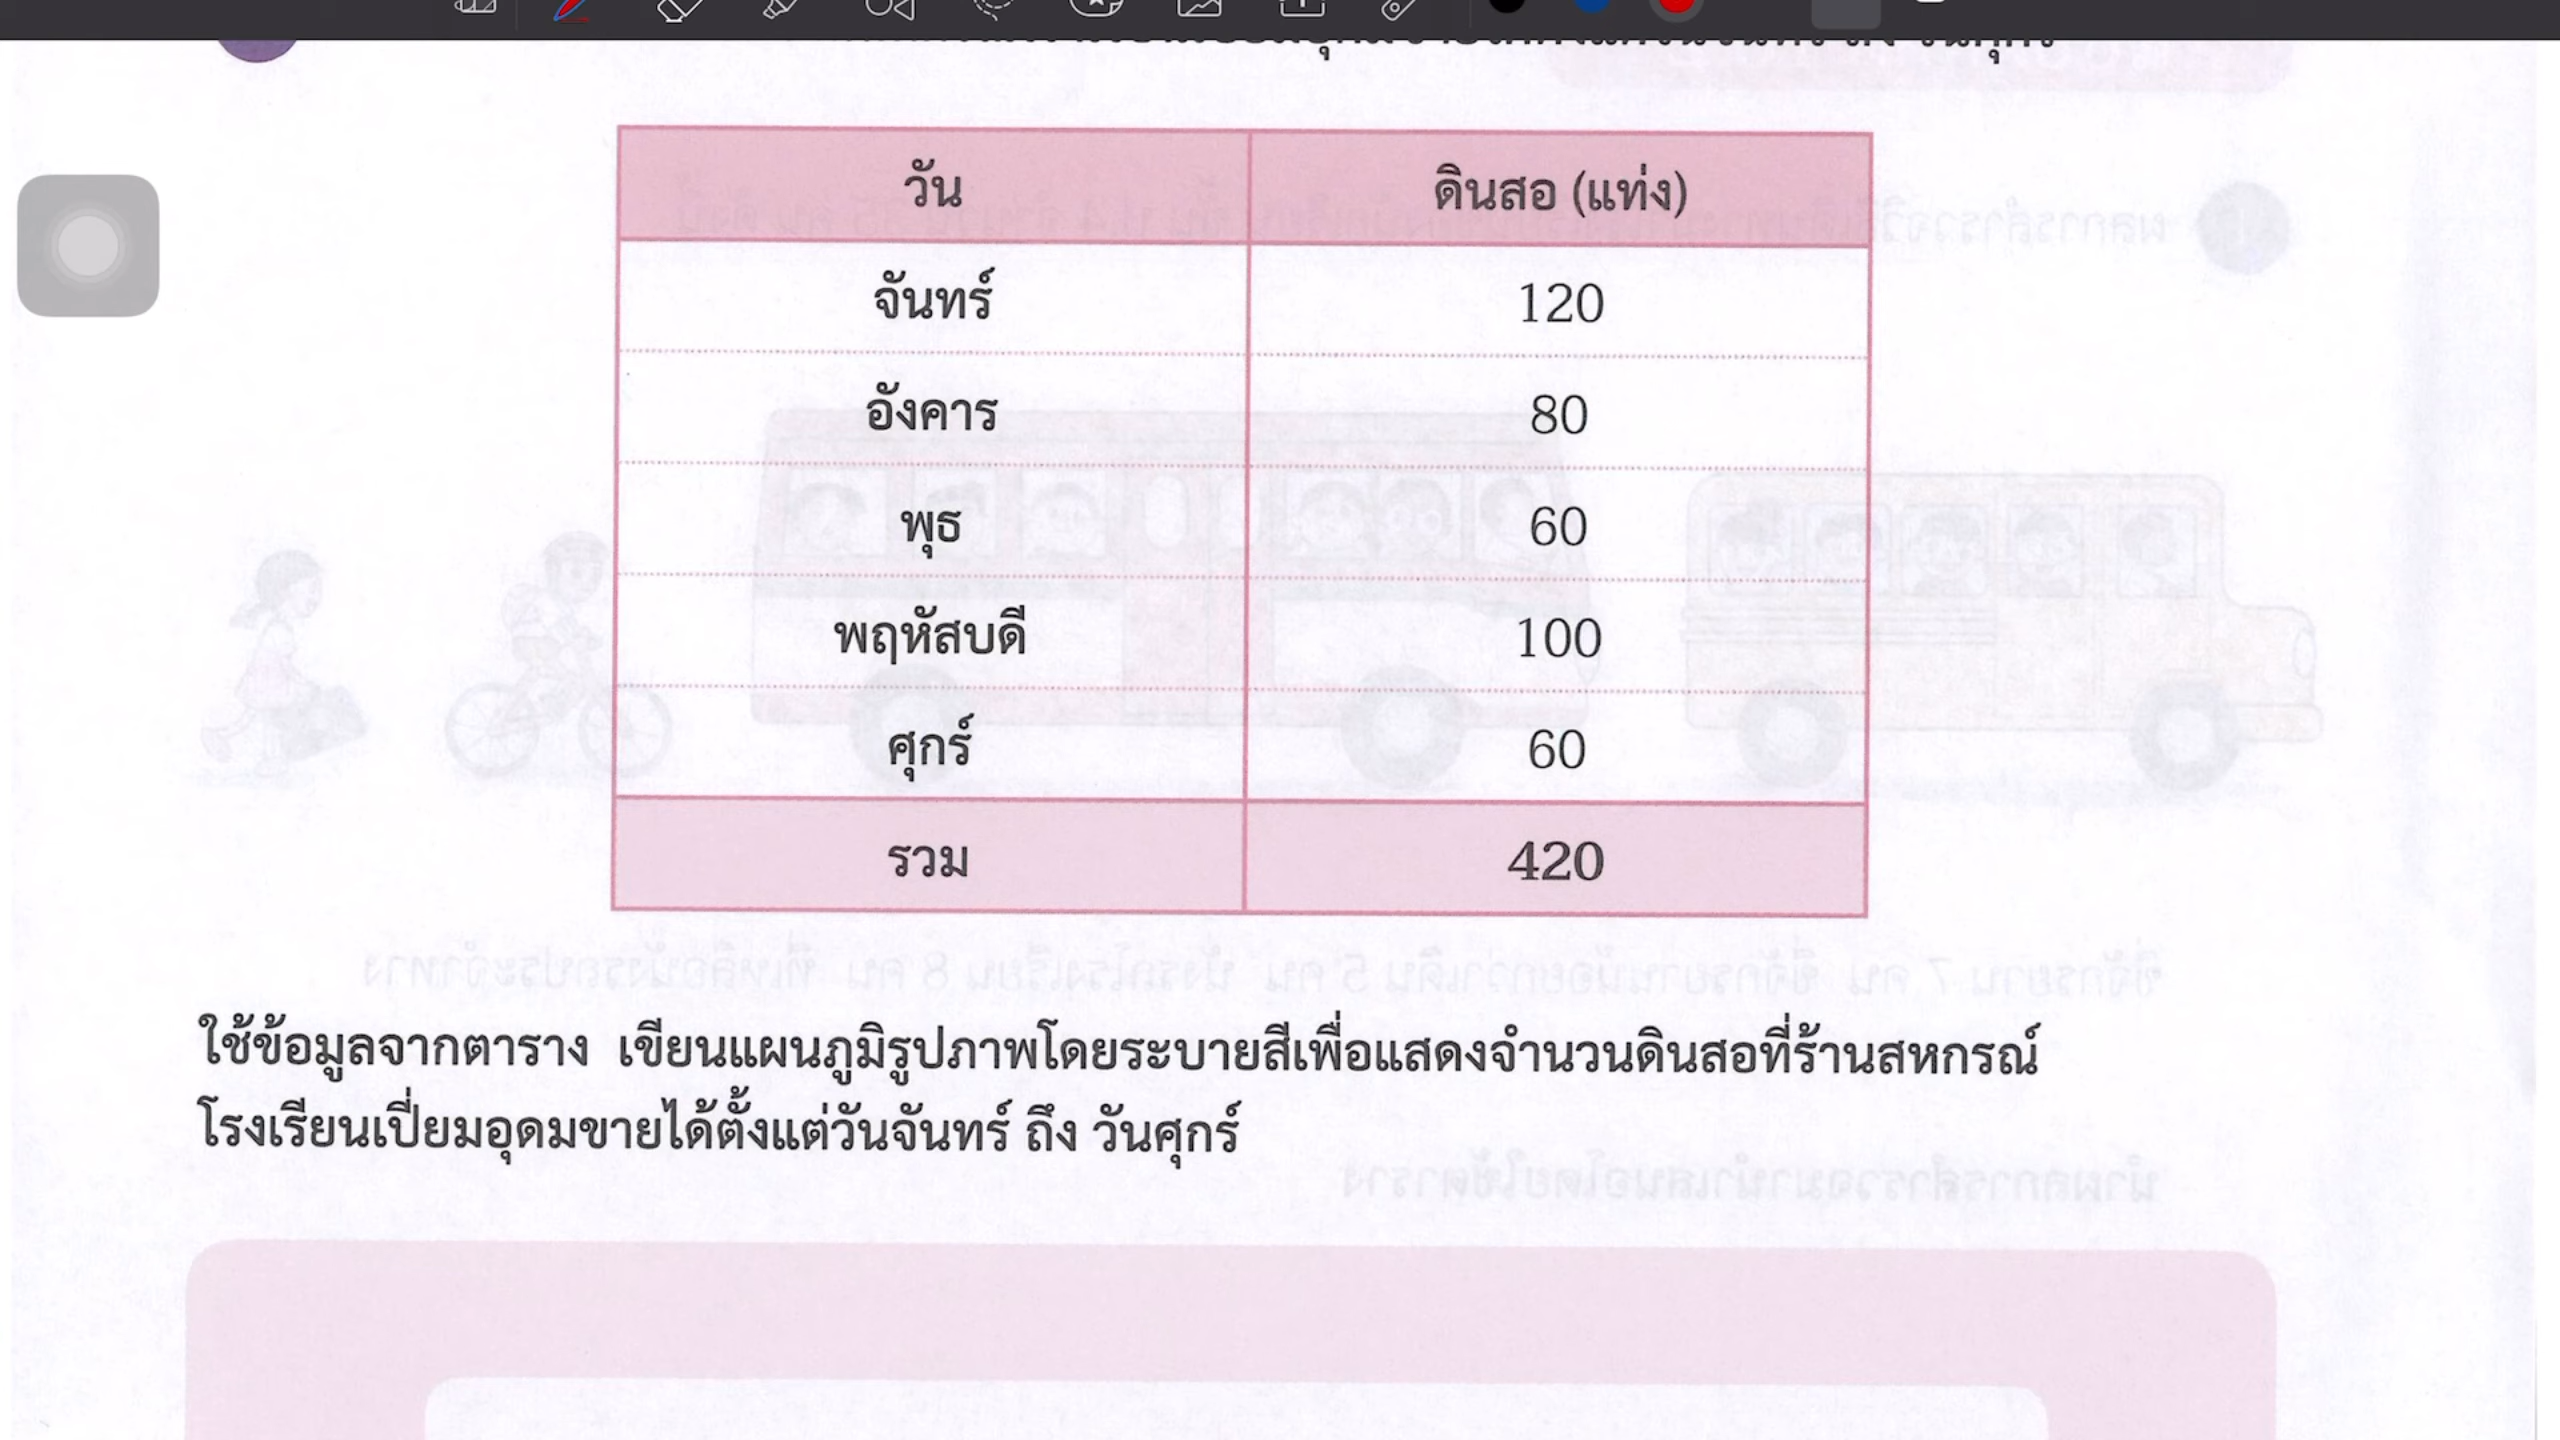 วัน ดินสอ (แท่ง)
จันทร์ 120
อังคาร 80
พุธ 60
พฤหัสบดี 100
ศุกร์ 60
รวม 420
ใช้ข้อมูลจากตาราง เขียนแผนภูมิรูปภาพโดยระบายสีเพื่อแสดงจำนวนดินสอที่ร้านสหกรณ์
โรงเรียนเปี่ยมอุดมขายได้ตั้งแต่วันจันทร์ ถึง วันศุกร์